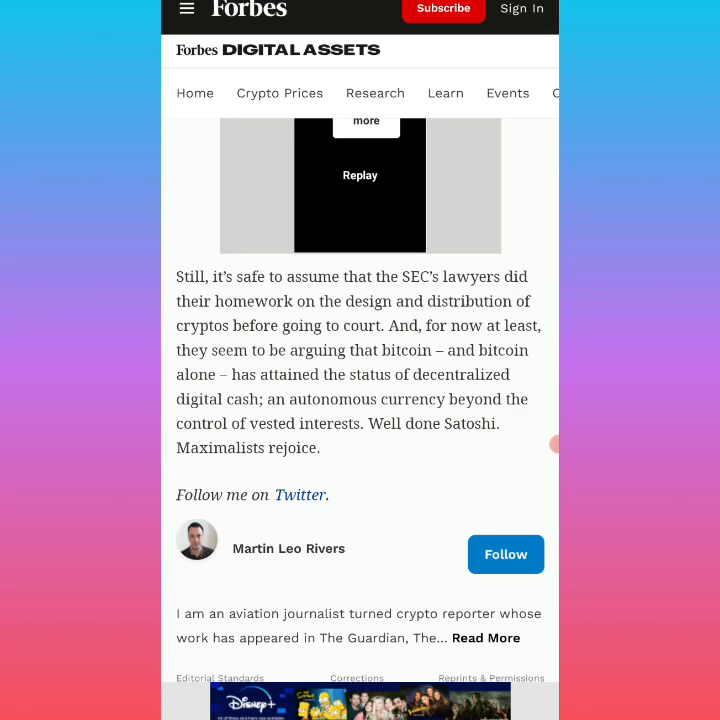 Forbes
Subscribe
Sign In
Forbes DIGITAL ASSETS
Home Crypto Prices Research Learn Events
more
Replay
Still, it's safe to assume that the SEC's lawyers did
their homework on the design and distribution of
cryptos before going to court. And, for now at least,
they seem to be arguing that bitcoin – and bitcoin
alone – has attained the status of decentralized
digital cash; an autonomous currency beyond the
control of vested interests. Well done Satoshi.
Maximalists rejoice.
Follow me on Twitter.
Martin Leo Rivers
Follow
I am an aviation journalist turned crypto reporter whose
work has appeared in The Guardian, The... Read More
Editorial Standards Corrections Reprints & Permissions
Disney+